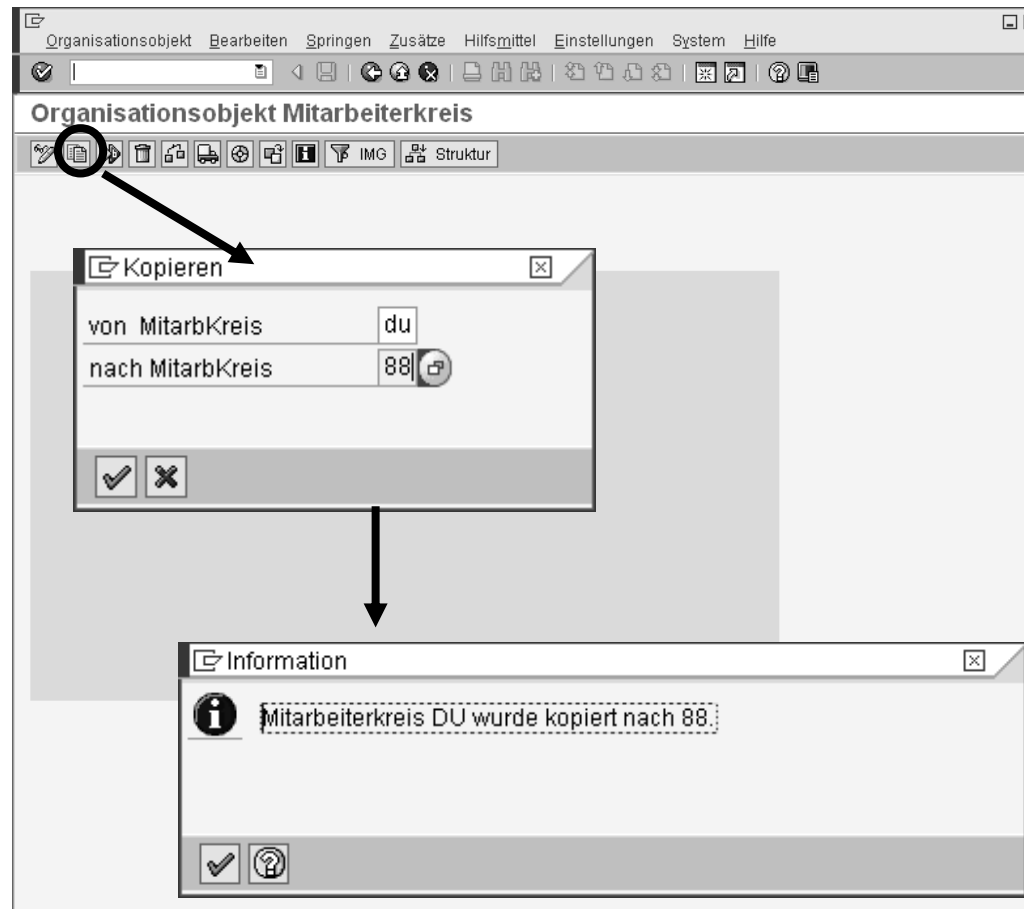 Organisationsobjekt Bearbeiten Springen Zusätze Hilfsmittel Einstellungen System Hilfe
Organisationsobjekt Mitarbeiterkreis
IMG Struktur
Kopieren
von MitarbKreis du
nach MitarbKreis 88
Information
Mitarbeiterkreis DU wurde kopiert nach 88.